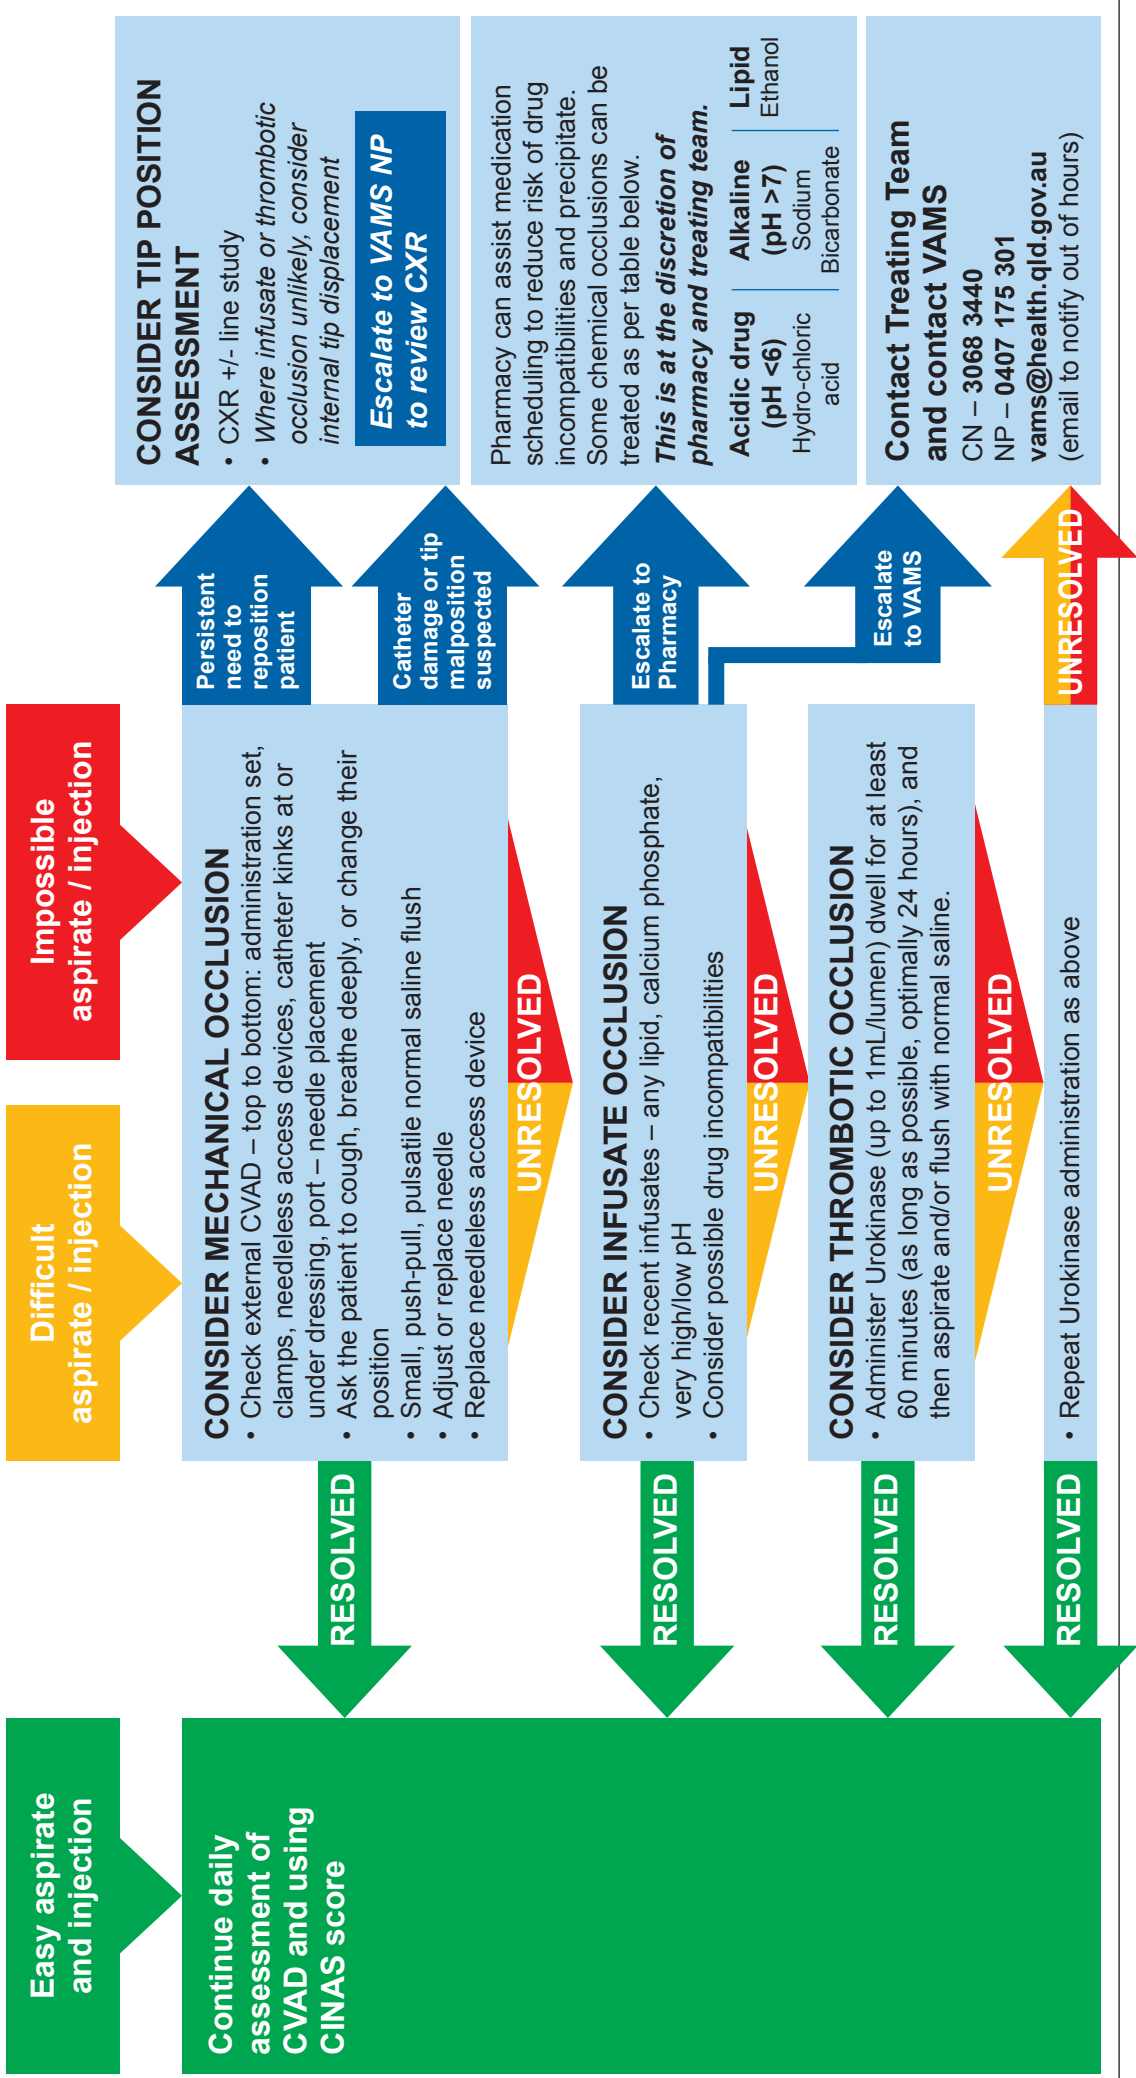 Easy aspirate
and injection
Difficult
aspirate / injection
Impossible
aspirate / injection
Continue daily
assessment of
CVAD and using
CINAS score
RESOLVED
CONSIDER MECHANICAL OCCLUSION
• Check external CVAD – top to bottom: administration set,
clamps, needleless access devices, catheter kinks at or
under dressing, port – needle placement
• Ask the patient to cough, breathe deeply, or change their
position
• Small, push-pull, pulsatile normal saline flush
• Adjust or replace needle
• Replace needleless access device
Persistent
need to
reposition
patient
Catheter
damage or tip
malposition
suspected
CONSIDER TIP POSITION
ASSESSMENT
• CXR +/- line study
• Where infusate or thrombotic
occlusion unlikely, consider
internal tip displacement
Escalate to VAMS NP
to review CXR
UNRESOLVED
RESOLVED
CONSIDER INFUSATE OCCLUSION
• Check recent infusates – any lipid, calcium phosphate,
very high/low pH
• Consider possible drug incompatibilities
Escalate to
Pharmacy
Pharmacy can assist medication
scheduling to reduce risk of drug
incompatibilities and precipitate.
Some chemical occlusions can be
treated as per table below.
This is at the discretion of
pharmacy and treating team.
Acidic drug
(pH <6)
Hydro-chloric
acid
Alkaline
(pH >7)
Sodium
Bicarbonate
Lipid
Ethanol
UNRESOLVED
RESOLVED
CONSIDER THROMBOTIC OCCLUSION
• Administer Urokinase (up to 1mL/lumen) dwell for at least
60 minutes (as long as possible, optimally 24 hours), and
then aspirate and/or flush with normal saline.
Escalate
to VAMS
Contact Treating Team
and contact VAMS
CN – 3068 3440
NP – 0407 175 301
vams@health.qld.gov.au
(email to notify out of hours)
UNRESOLVED
RESOLVED
• Repeat Urokinase administration as above
UNRESOLVED